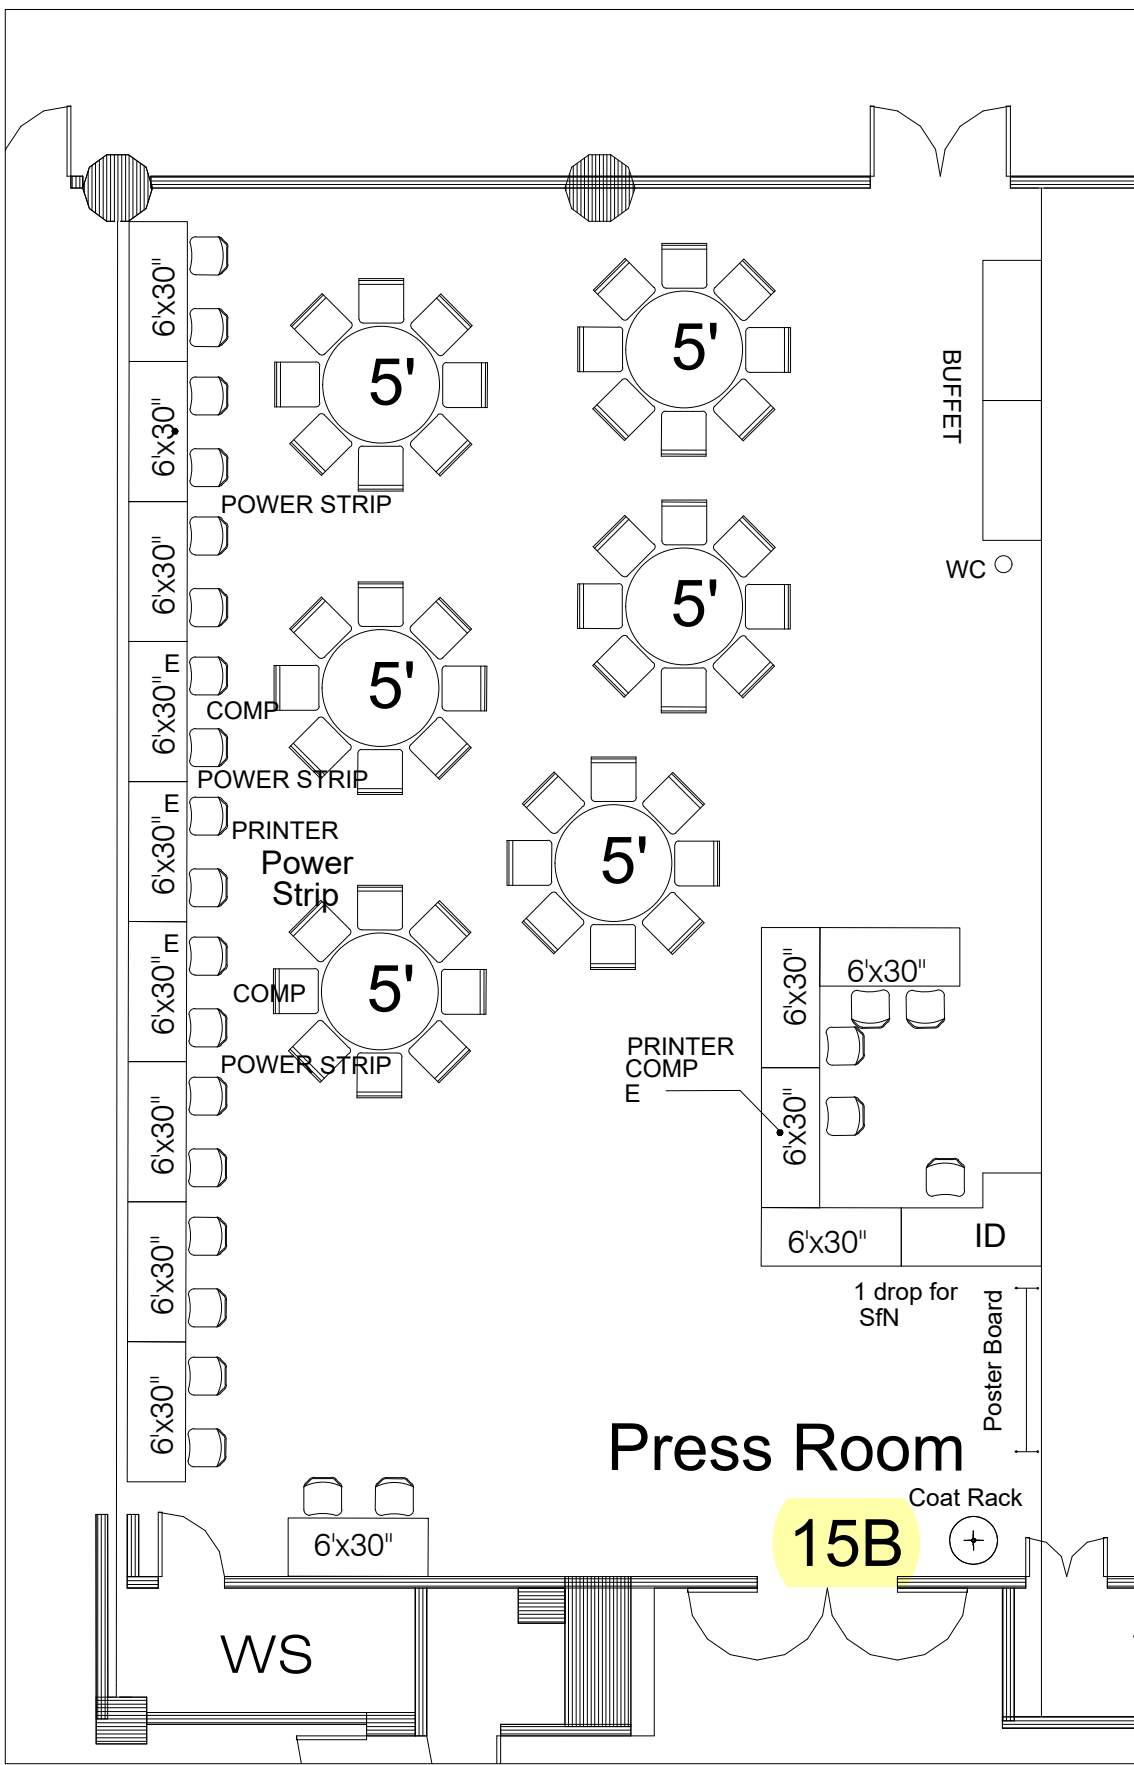 6'x30"
6'x30"
POWER STRIP
6'x30"
E
6'x30"
COMP
POWER STRIP
E
6'x30"
PRINTER
Power
Strip
E
6'x30"
COMP
POWER STRIP
6'x30"
6'x30"
6'x30"
6'x30"
5'
5'
5'
5'
5'
5'
BUFFET
WC
6'x30"
6'x30"
PRINTER
COMP
E
6'x30"
6'x30"
ID
1 drop for
SfN
Poster Board
Press Room
Coat Rack
15B
WS